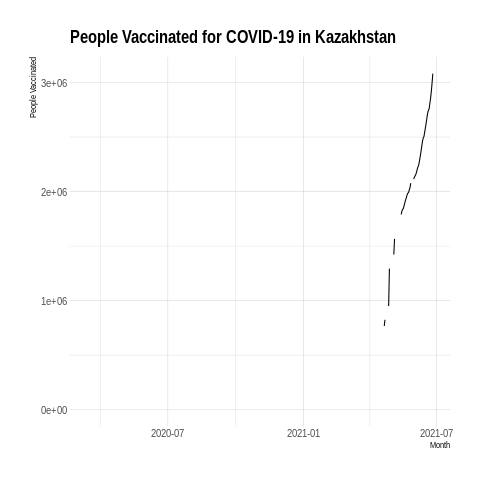 People Vaccinated for COVID-19 in Kazakhstan
People Vaccinated
3e+06
2e+06
1e+06
0e+00
2020-07
2021-01
2021-07
Month